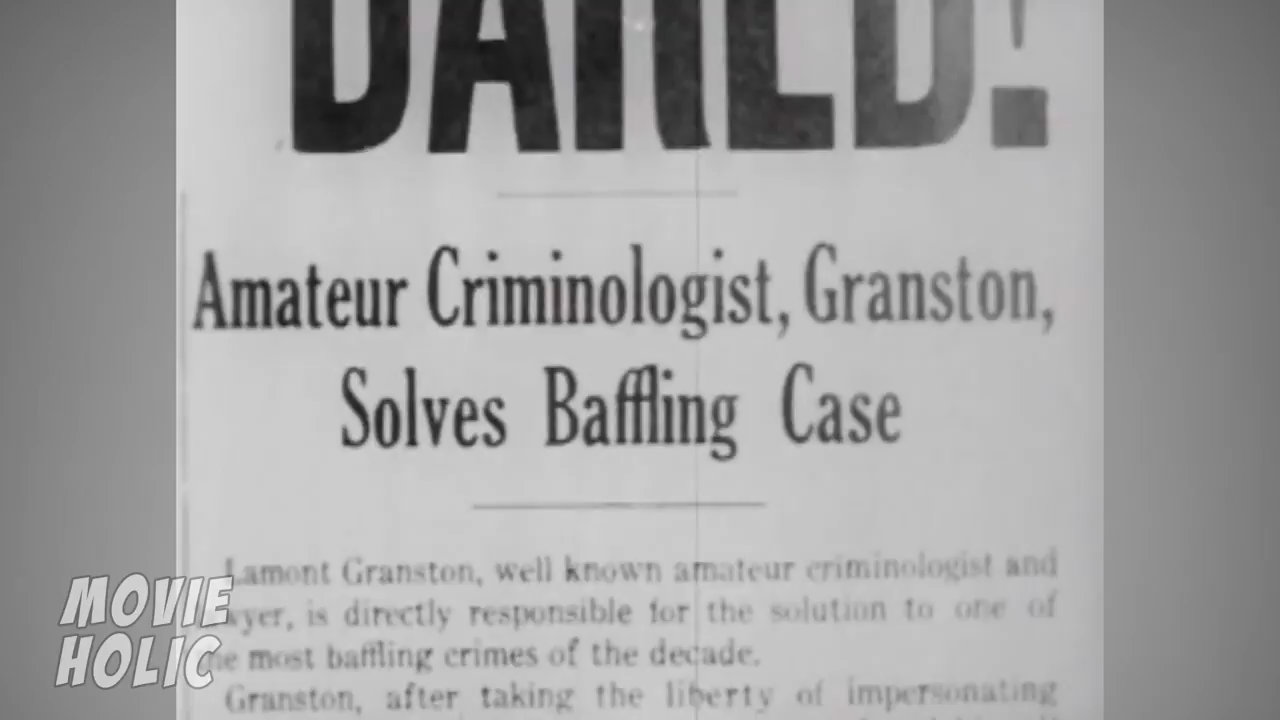 Amateur Criminologist, Granston,
Solves Baffling Case
Lamont Granston, well known amateur criminologist and
is directly responsible for the solution to one of
most baffling crimes of the decade.
Granston, after taking the liberty of impersonating
MOVIE
HOLIC